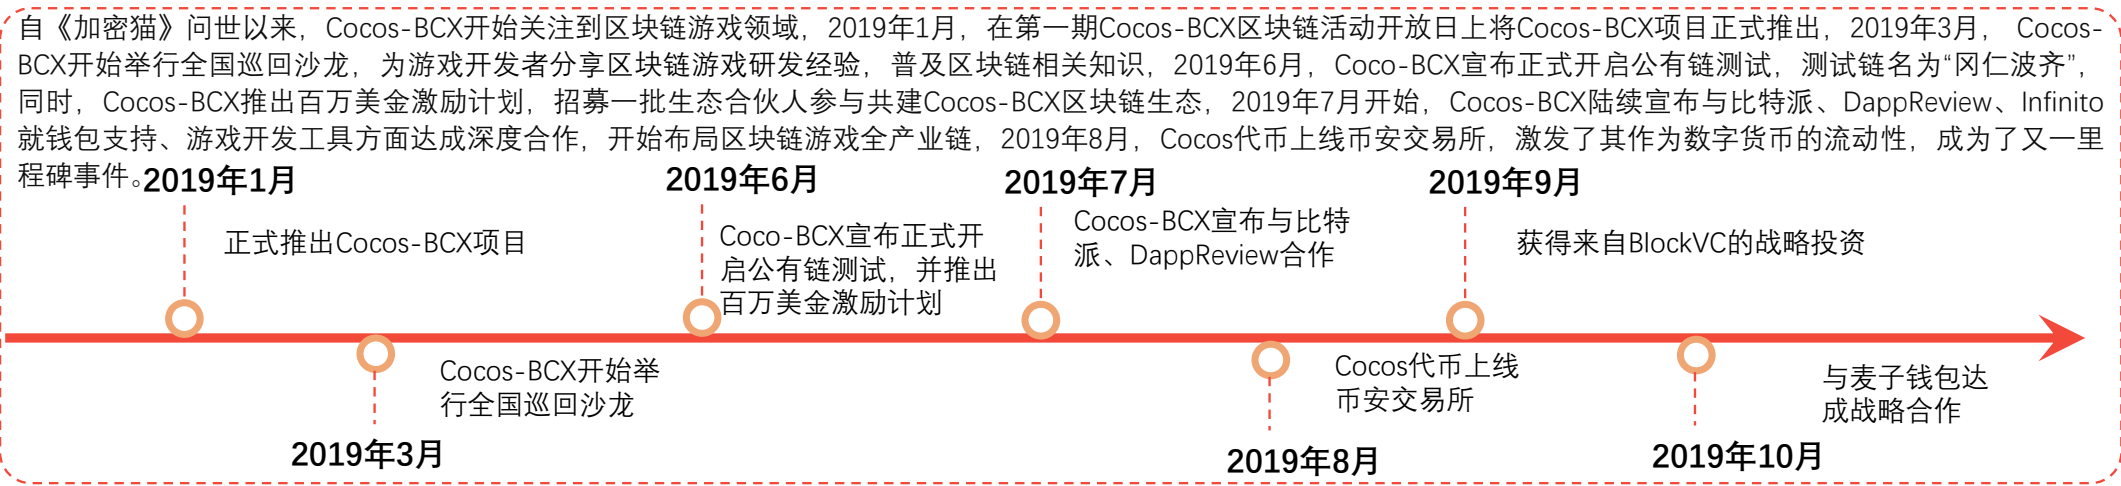 自《加密猫》问世以来，Cocos-BCX开始关注到区块链游戏领域，2019年1月，在第一期Cocos-BCX区块链活动开放日上将Cocos-BCX项目正式推出，2019年3月， Cocos-
BCX开始举行全国巡回沙龙，为游戏开发者分享区块链游戏研发经验，普及区块链相关知识，2019年6月，Coco-BCX宣布正式开启公有链测试，测试链名为“冈仁波齐”，
同时，Cocos-BCX推出百万美金激励计划，招募一批生态合伙人参与共建Cocos-BCX区块链生态，2019年7月开始，Cocos-BCX陆续宣布与比特派、DappReview、Infinito
就钱包支持、游戏开发工具方面达成深度合作，开始布局区块链游戏全产业链，2019年8月，Cocos代币上线币安交易所，激发了其作为数字货币的流动性，成为了又一里
程碑事件。
2019年1月
正式推出Cocos-BCX项目
2019年3月
Cocos-BCX开始举
行全国巡回沙龙
2019年6月
Coco-BCX宣布正式开
启公有链测试，并推出
百万美金激励计划
2019年7月
Cocos-BCX宣布与比特
派、DappReview合作
2019年8月
Cocos代币上线
币安交易所
2019年9月
获得来自BlockVC的战略投资
2019年10月
与麦子钱包达
成战略合作